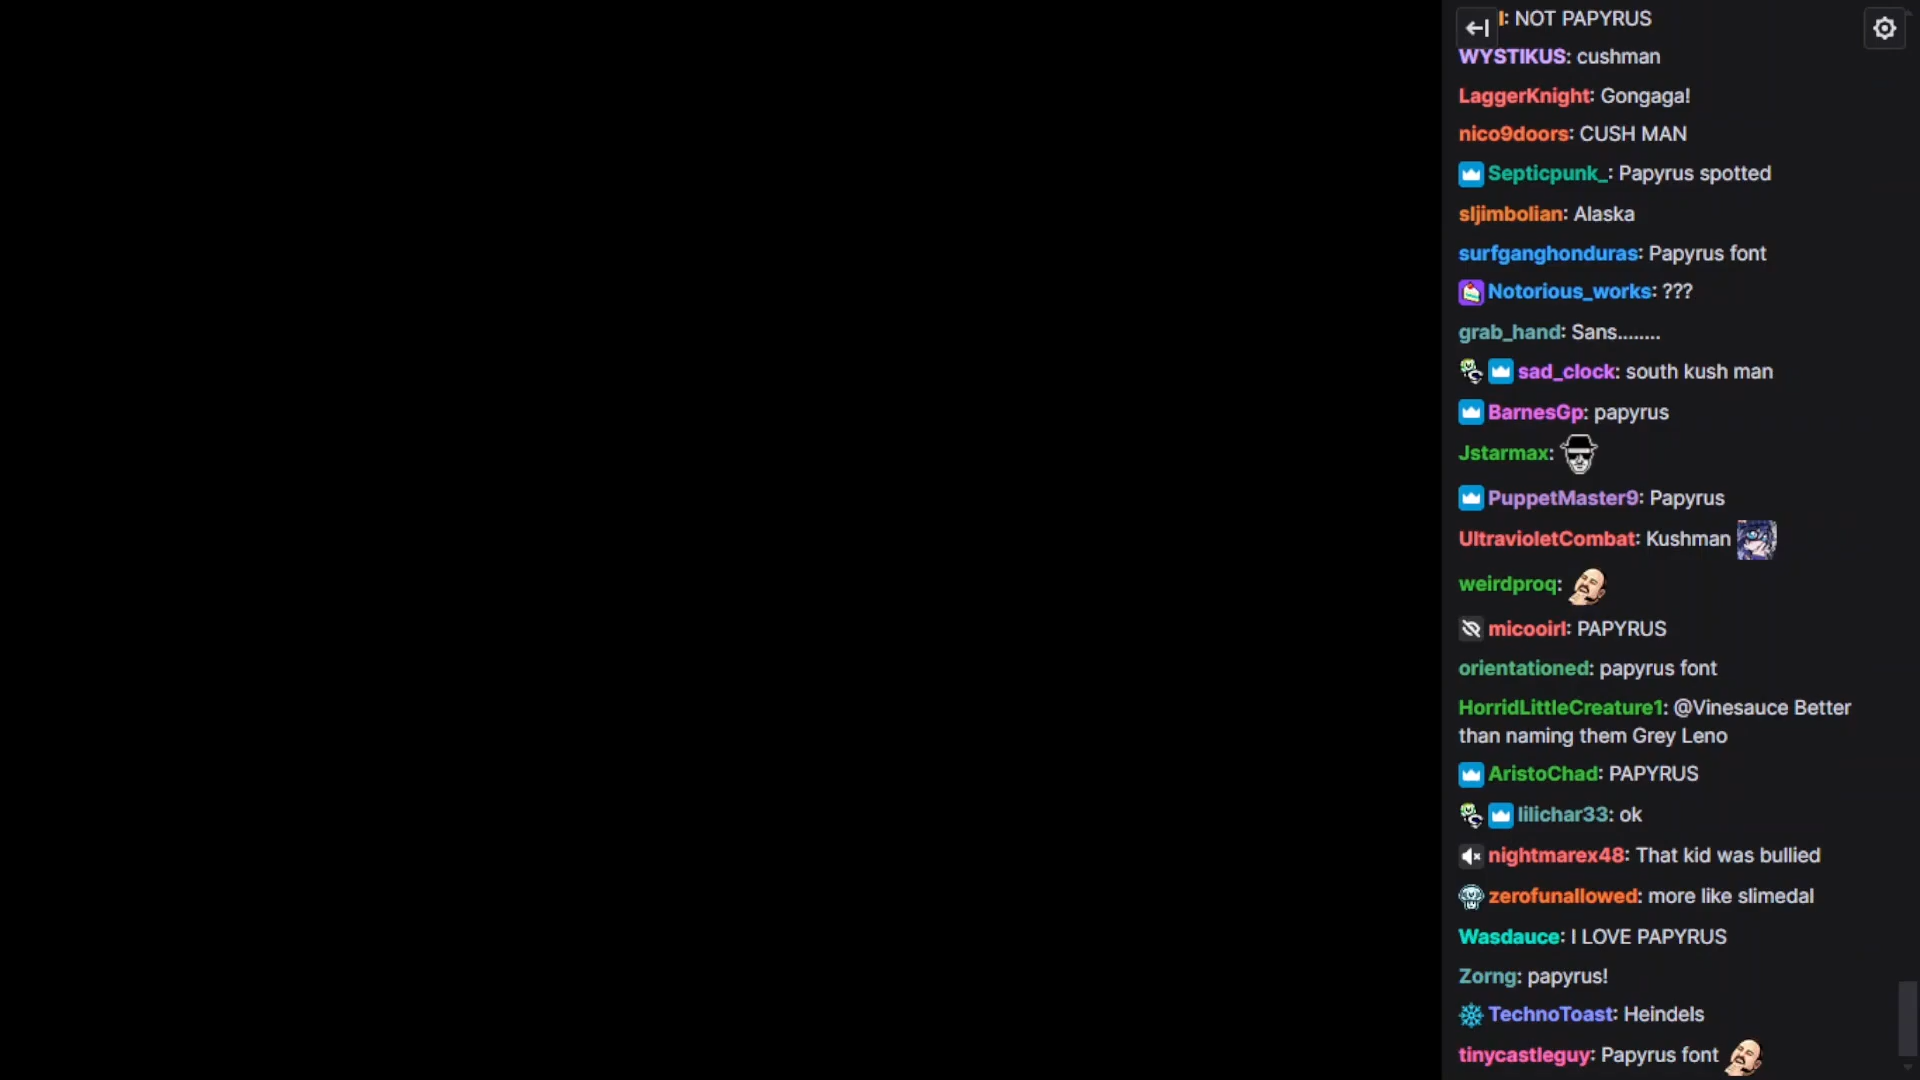 : NOT PAPYRUS
WYSTIKUS: cushman
LaggerKnight: Gongaga!
nico9doors: CUSH MAN
Septicpunk_: Papyrus spotted
sljimbolian: Alaska
surfganghonduras: Papyrus font
Notorious_works: ???
grab_hand: Sans........
sad_clock: south kush man
BarnesGp: papyrus
Jstarmax:
PuppetMaster9: Papyrus
UltravioletCombat: Kushman
weirdproq:
micooirl: PAPYRUS
orientationed: papyrus font
HorridLittleCreature1: @Vinesauce Better
than naming them Grey Leno
AristoChad: PAPYRUS
lilichar33: ok
nightmarex48: That kid was bullied
zerofunallowed: more like slimedal
Wasdauce: I LOVE PAPYRUS
Zorng: papyrus!
TechnoToast: Heindels
tinycastleguy: Papyrus font